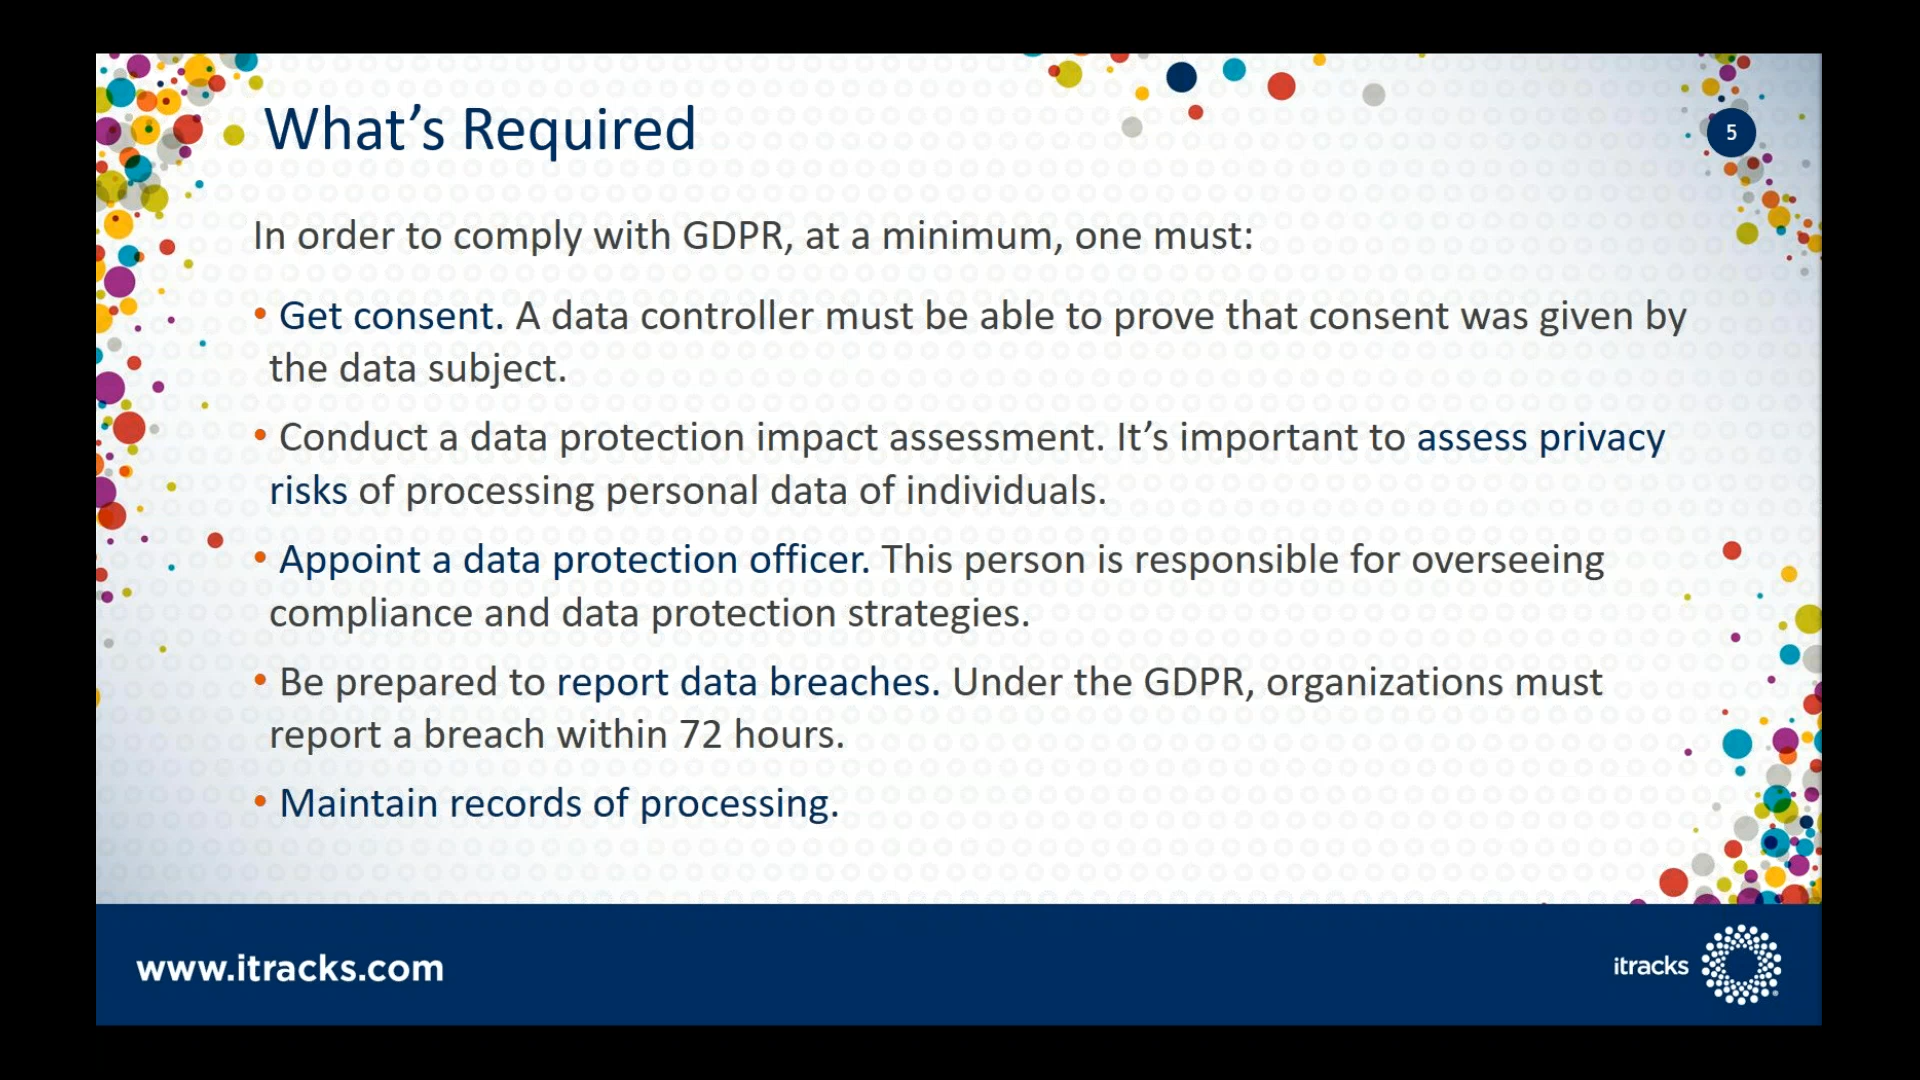 What’s Required
5
In order to comply with GDPR, at a minimum, one must:
• Get consent. A data controller must be able to prove that consent was given by
the data subject.
• Conduct a data protection impact assessment. It’s important to assess privacy
risks of processing personal data of individuals.
• Appoint a data protection officer. This person is responsible for overseeing
compliance and data protection strategies.
• Be prepared to report data breaches. Under the GDPR, organizations must
report a breach within 72 hours.
• Maintain records of processing.
www.itracks.com
itracks